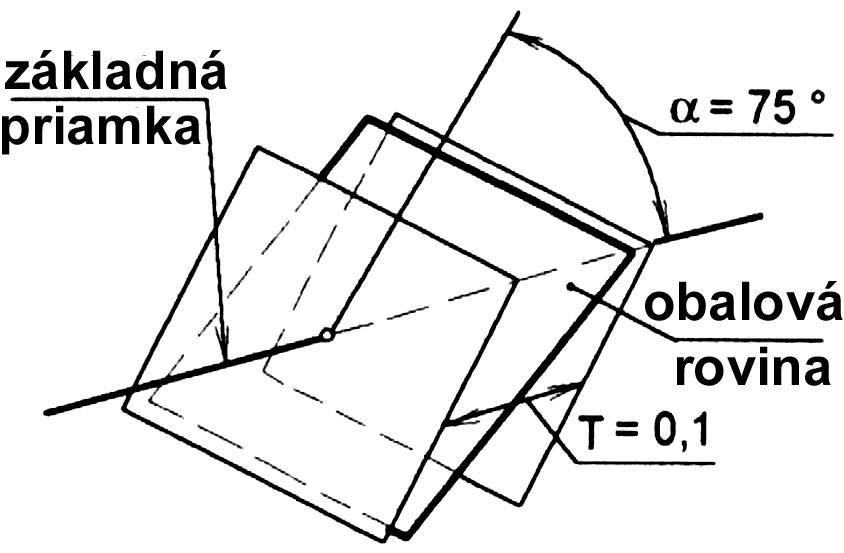 základná
priamka
α = 75 °
obalová
rovina
T = 0,1